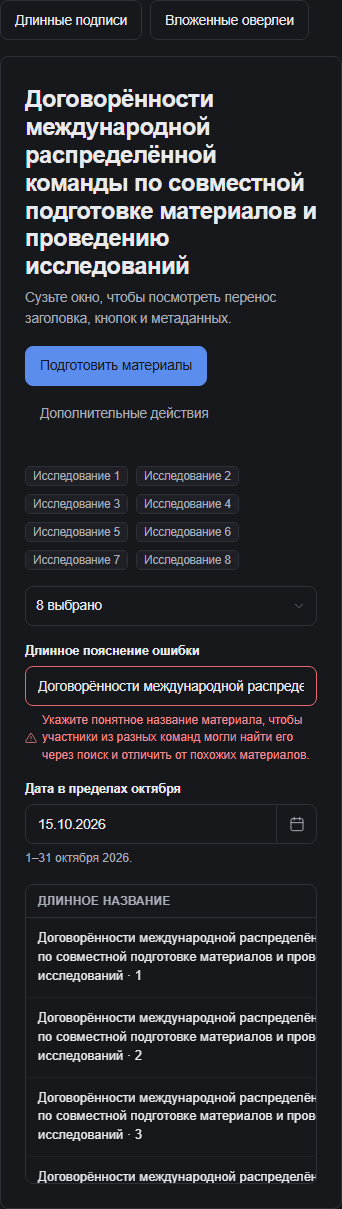 Длинные подписи
Вложенные оверлеи
Договорённости
международной
распределённой
команды по совместной
подготовке материалов и
проведению
исследований
Сузьте окно, чтобы посмотреть перенос
заголовка, кнопок и метаданных.
Подготовить материалы
Дополнительные действия
Исследование 1
Исследование 2
Исследование 3
Исследование 4
Исследование 5
Исследование 6
Исследование 7
Исследование 8
8 выбрано
Длинное пояснение ошибки
Договорённости международной распреде
Укажите понятное название материала, чтобы
участники из разных команд могли найти его
через поиск и отличить от похожих материалов.
Дата в пределах октября
15.10.2026
1–31 октября 2026.
ДЛИННОЕ НАЗВАНИЕ
Договорённости международной распределён
по совместной подготовке материалов и пров
исследований · 1
Договорённости международной распределён
по совместной подготовке материалов и пров
исследований · 2
Договорённости международной распределён
по совместной подготовке материалов и пров
исследований · 3
Договорённости международной распределён